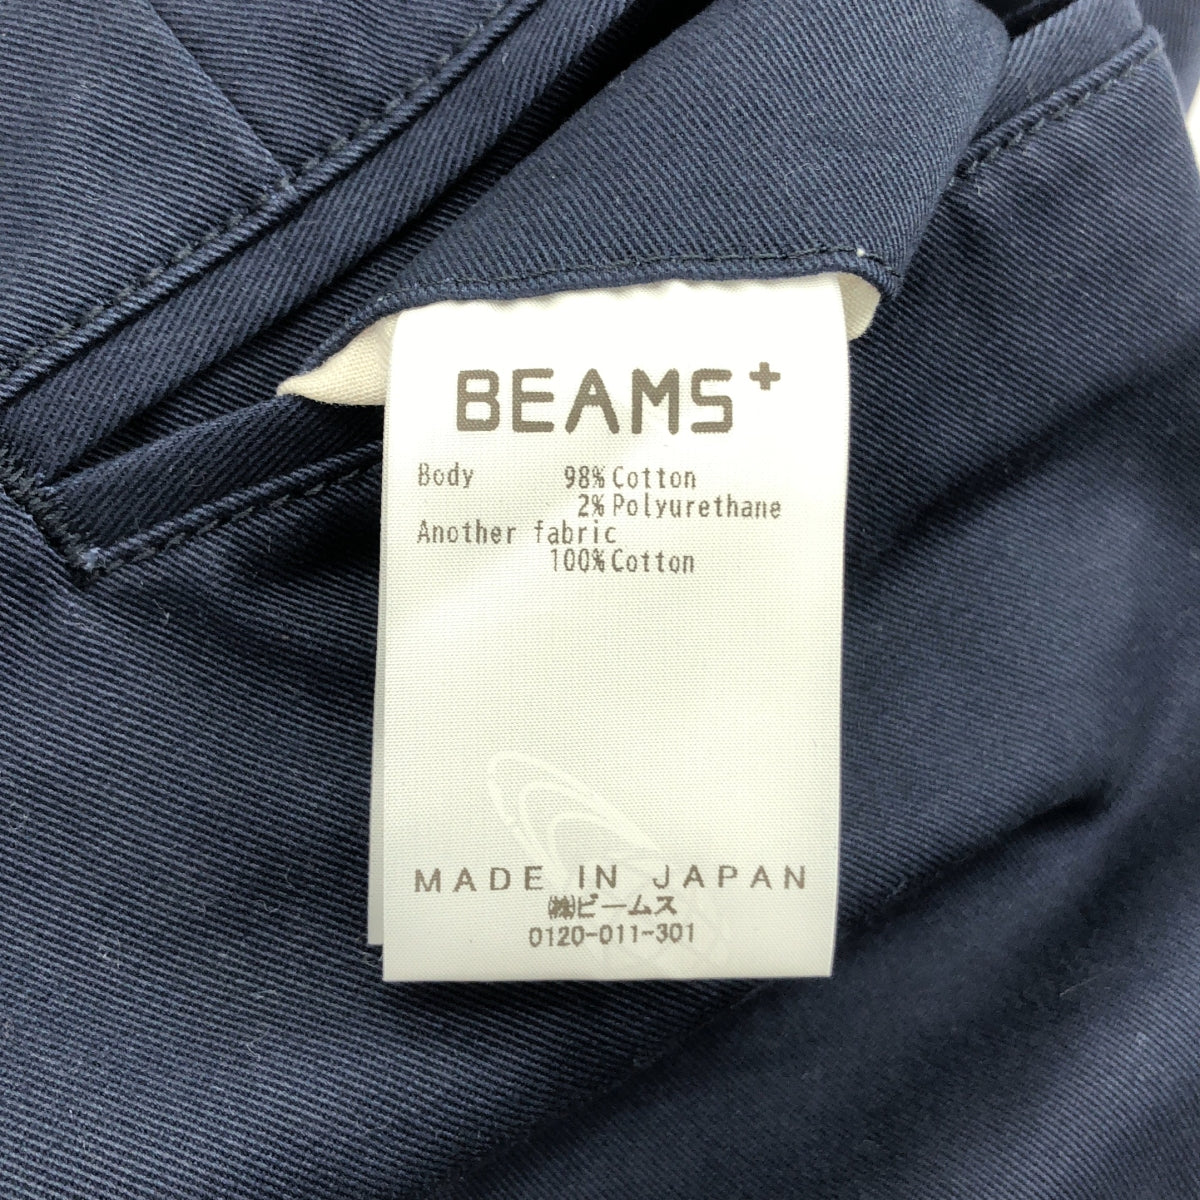 BEAMS+
Body 98% Cotton
2% Polyurethane
Another fabric
100% Cotton
MADE IN JAPAN
㈱ビームス
0120-011-301